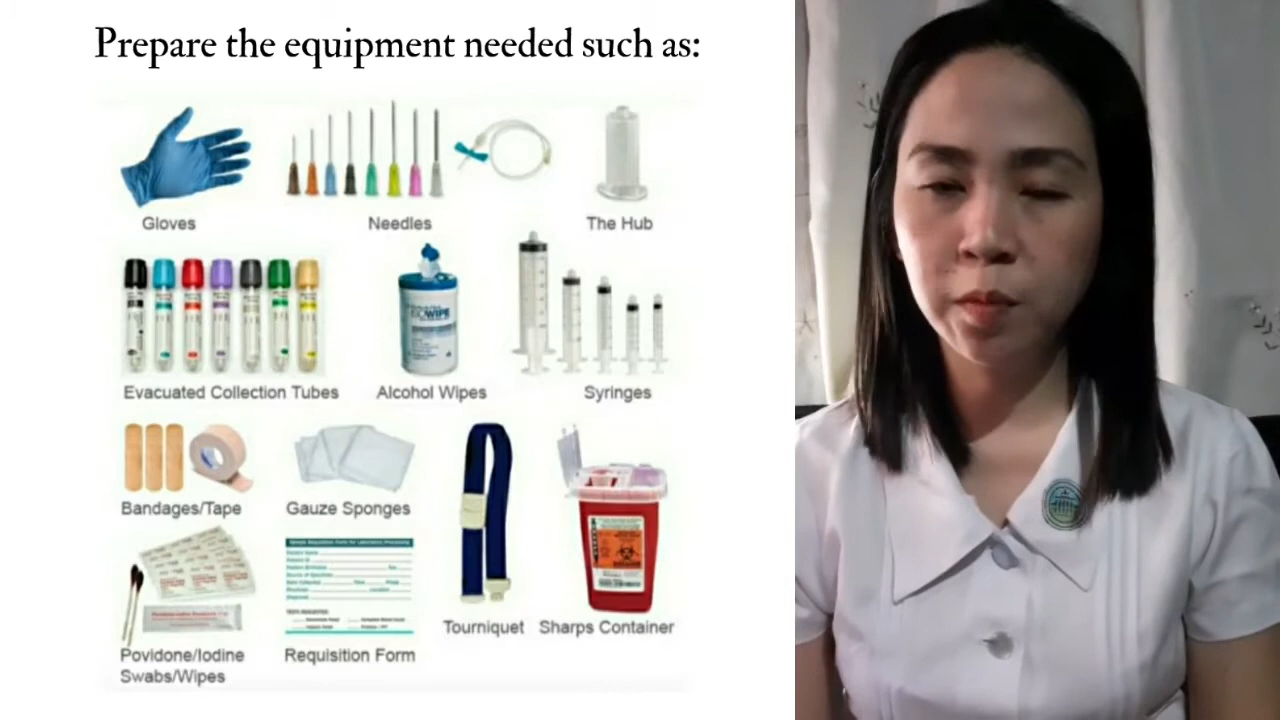 Prepare the equipment needed such as:
Gloves
Needles
The Hub
Evacuated Collection Tubes
Alcohol Wipes
Syringes
Bandages/Tape
Gauze Sponges
Tourniquet
Sharps Container
Povidone/Iodine
Swabs/Wipes
Requisition Form